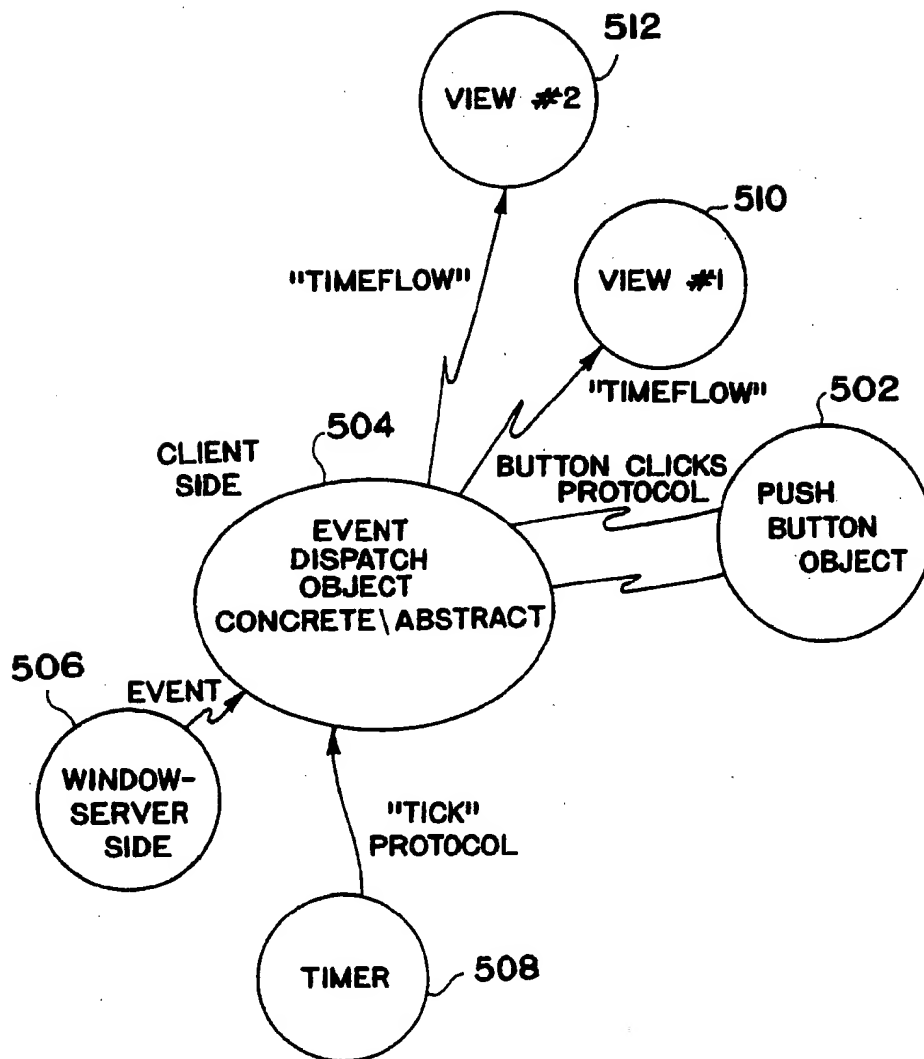 512
VIEW #2
510
VIEW #1
"TIMEFLOW"
"TIMEFLOW"
502
504
CLIENT
SIDE
BUTTON CLICKS
PROTOCOL
PUSH
BUTTON
OBJECT
EVENT
DISPATCH
OBJECT
CONCRETE\ABSTRACT
506
EVENT
WINDOW-
SERVER
SIDE
"TICK"
PROTOCOL
TIMER
508